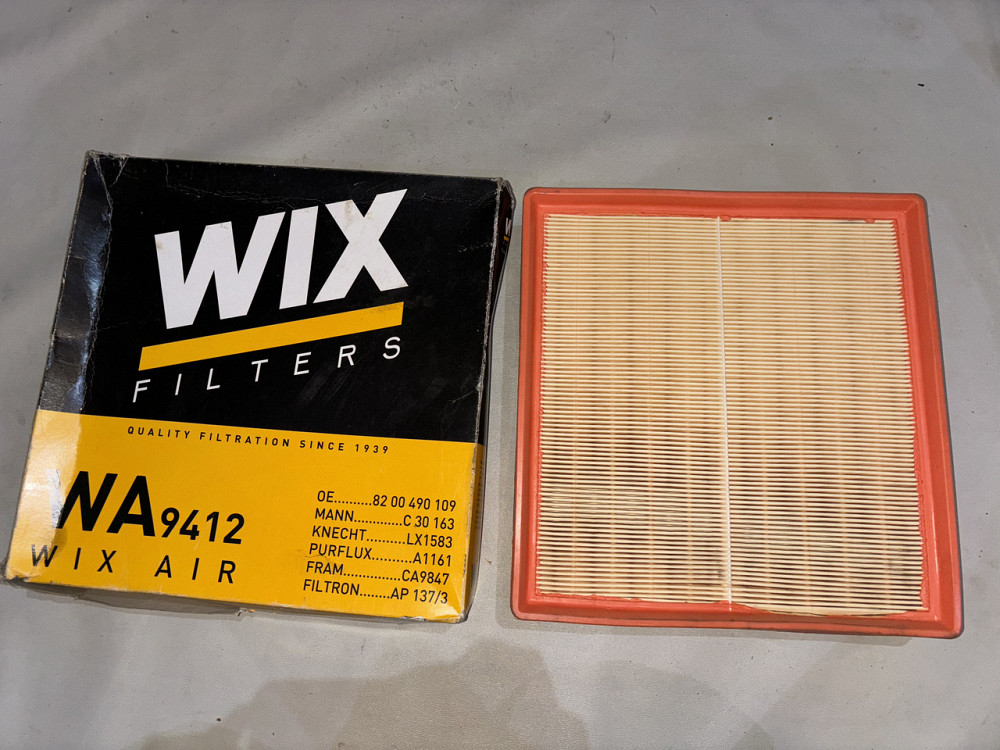 WIX
FILTERS
QUALITY FILTRATION SINCE 1939
WA9412
WIX AIR
OE..........82 00 490 109
MANN.............C 30 163
KNECHT..........LX1583
PURFLUX..........A1161
FRAM...............CA9847
FILTRON........AP 137/3